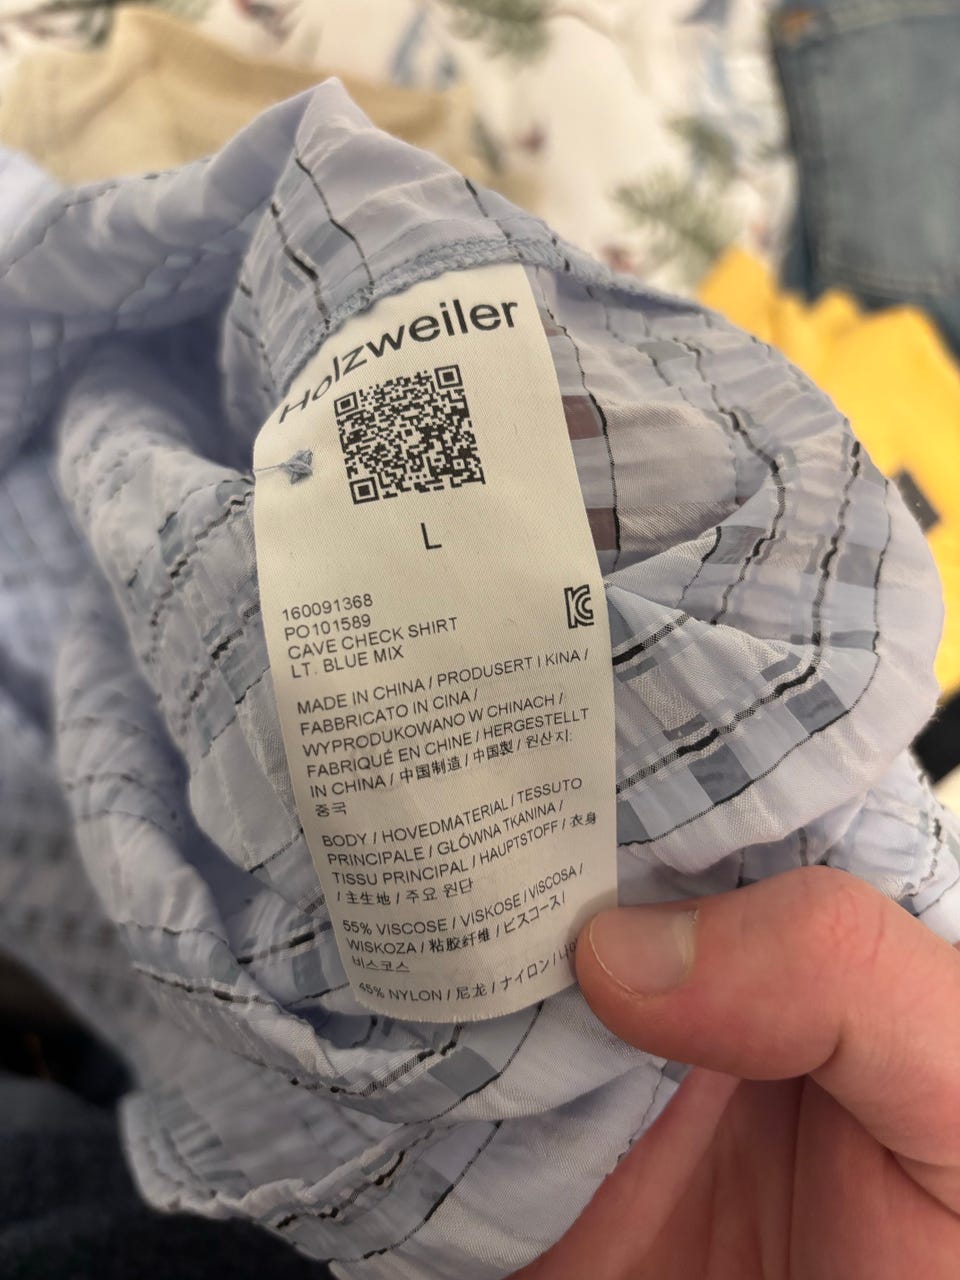 Holzweiler
L
160091368
PO101589
CAVE CHECK SHIRT
LT. BLUE MIX
MADE IN CHINA / PRODUSERT I KINA /
FABBRICATO IN CINA /
WYPRODUKOWANO W CHINACH /
FABRIQUÉ EN CHINE / HERGESTELLT
IN CHINA / 中国制造 / 中国製 / 원산지:
중국
BODY / HOVEDMATERIAL / TESSUTO
PRINCIPALE / GLÓWNA TKANINA /
TISSU PRINCIPAL / HAUPTSTOFF / 衣身
/ 主生地 / 주요 원단
55% VISCOSE / VISKOSE / VISCOSA /
WISKOZA / 粘胶纤维 / ビスコース/
비스코스
45% NYLON / 尼龙 / ナイロン /